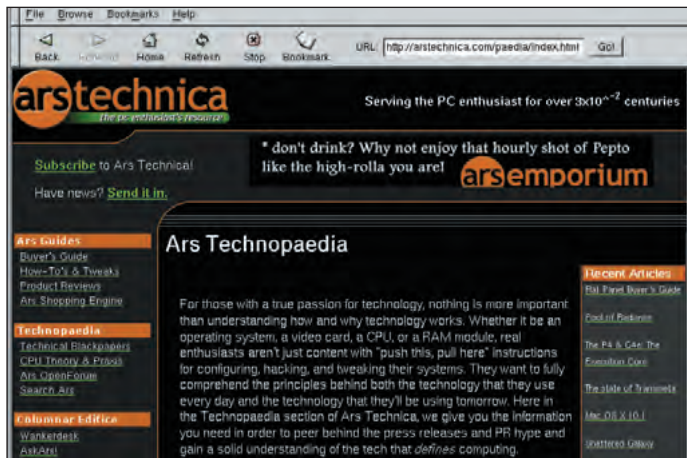 File Browse Bookmarks Help
Back Forward Home Refresh Stop Bookmark URL: http://arstechnica.com/paedia/index.html Go!
arstechnica
the pc enthusiast's resource
Serving the PC enthusiast for over 3x10^-2 centuries
* don't drink? Why not enjoy that hourly shot of Pepto
like the high-rolla you are!
arsemporium
Subscribe to Ars Technica!
Have news? Send it in.
Ars Guides
Buyer's Guide
How-To's & Tweaks
Product Reviews
Ars Shopping Engine
Technopaedia
Technical Blackpapers
CPU Theory & Praxis
Ars OpenForum
Search Ars
Columnar Edifice
Wankerdesk
AskArs!
Ars Technopaedia
For those with a true passion for technology, nothing is more important
than understanding how and why technology works. Whether it be an
operating system, a video card, a CPU, or a RAM module, real
enthusiasts aren't just content with "push this, pull here" instructions
for configuring, hacking, and tweaking their systems. They want to fully
comprehend the principles behind both the technology that they use
every day and the technology that they'll be using tomorrow. Here in
the Technopaedia section of Ars Technica, we give you the information
you need in order to peer behind the press releases and PR hype and
gain a solid understanding of the tech that defines computing.
Recent Articles
Flat Panel Buyer's Guide
Pool of Radiance
The P4 & G4e: The
Execution Core
The state of Transmeta
Mac OS X 10.1
Shattered Galaxy